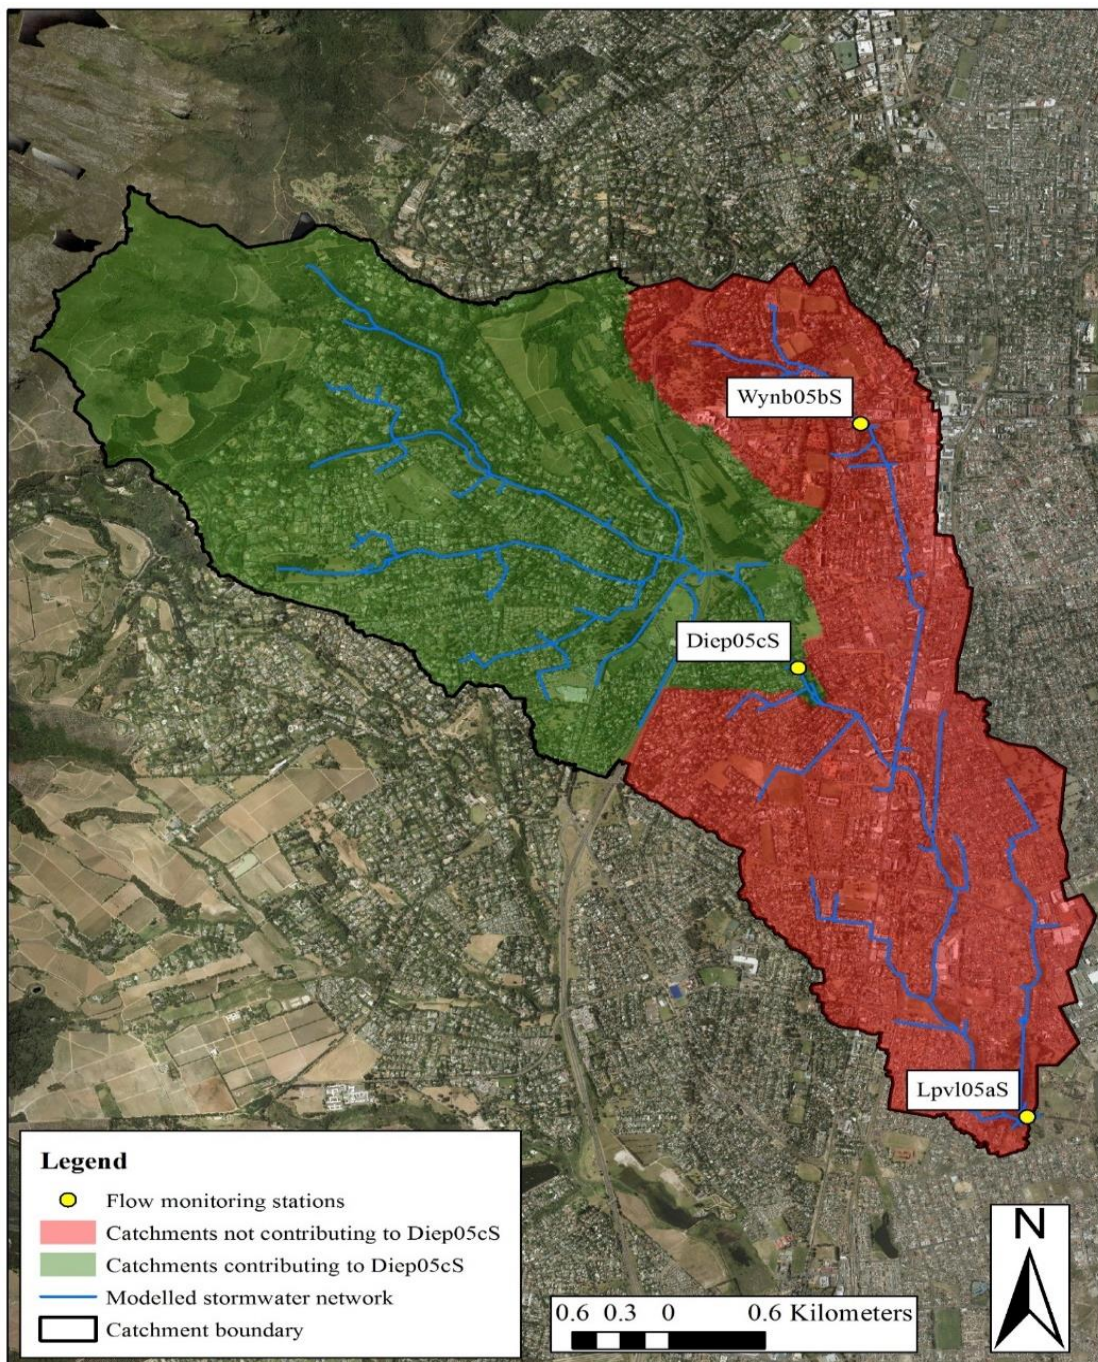 Wynb05bS
Diep05cS
Lpvl05aS
Legend
Flow monitoring stations
Catchments not contributing to Diep05cS
Catchments contributing to Diep05cS
Modelled stormwater network
Catchment boundary
0.6 0.3 0 0.6 Kilometers
N